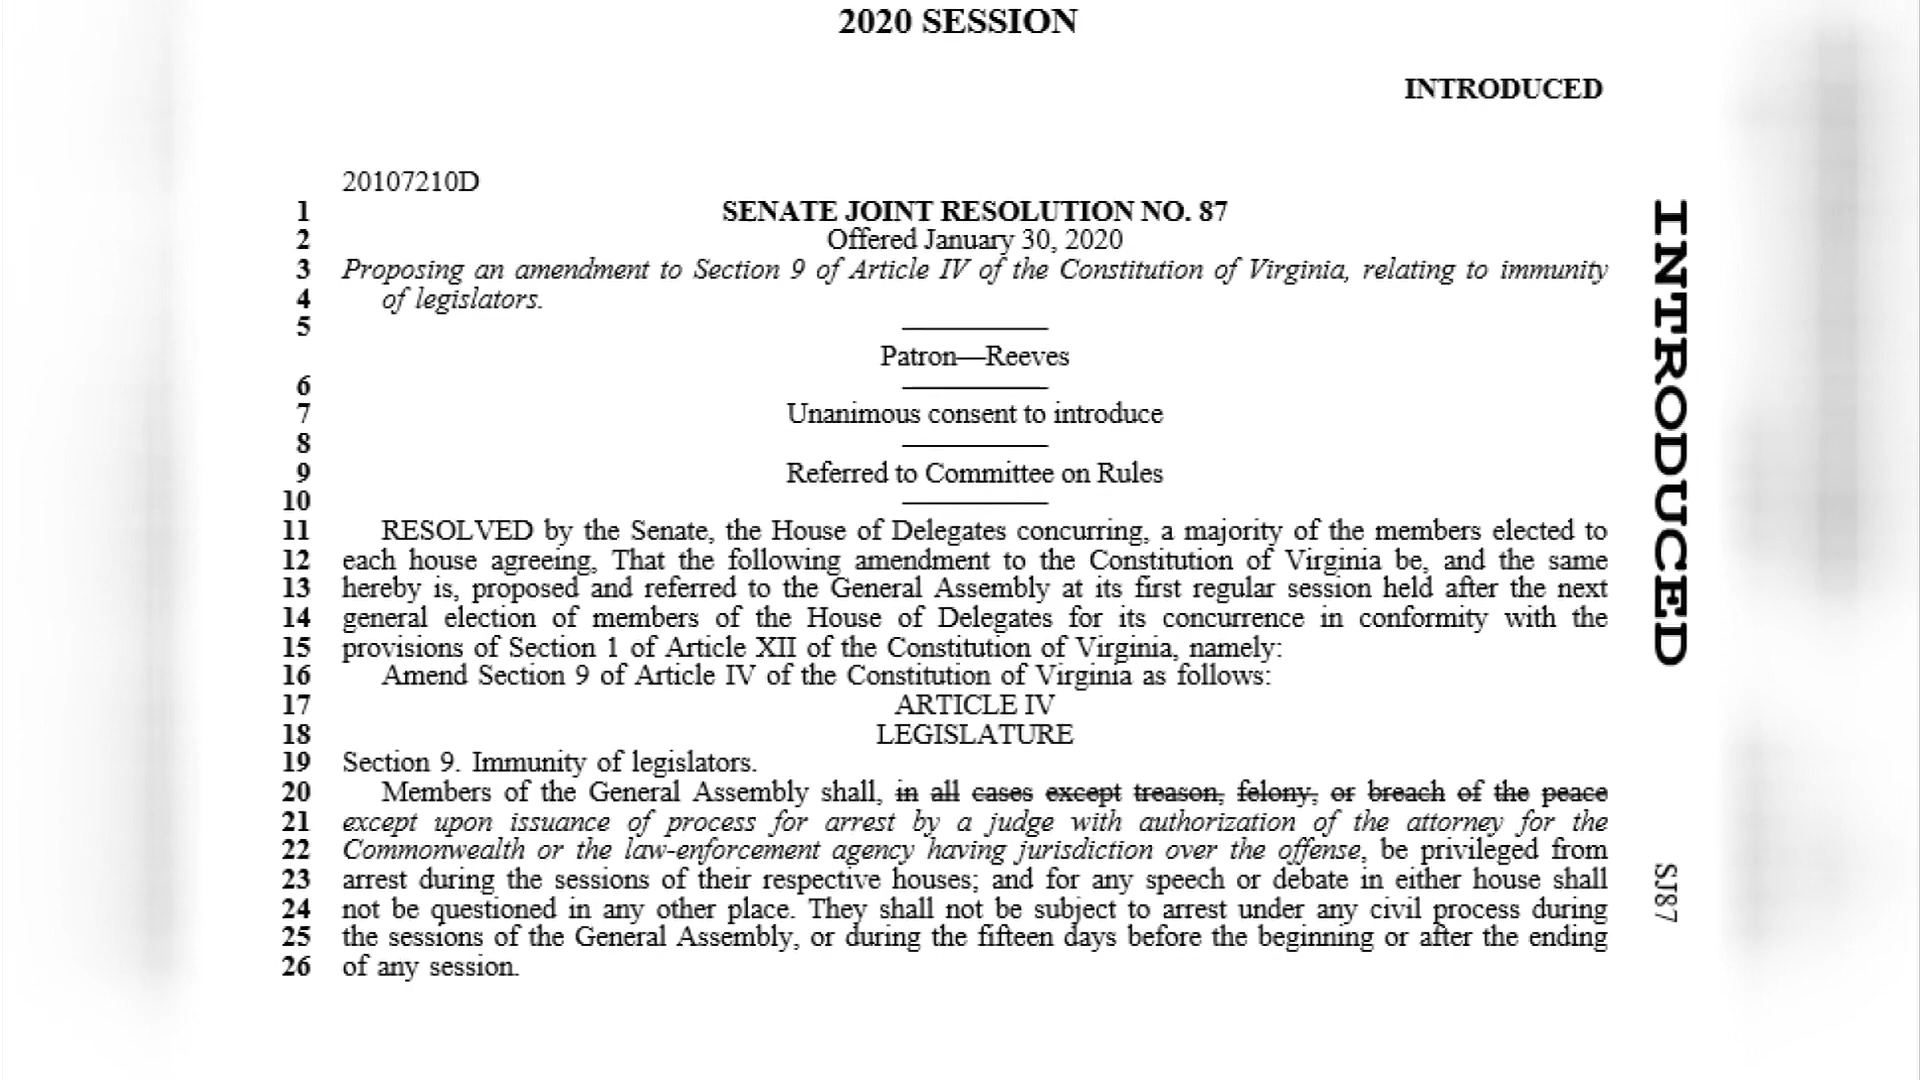 2020 SESSION
INTRODUCED
20107210D
1 SENATE JOINT RESOLUTION NO. 87
2 Offered January 30, 2020
3 Proposing an amendment to Section 9 of Article IV of the Constitution of Virginia, relating to immunity
4 of legislators.
5
Patron—Reeves
6
7 Unanimous consent to introduce
8
9 Referred to Committee on Rules
10
11 RESOLVED by the Senate, the House of Delegates concurring, a majority of the members elected to
12 each house agreeing, That the following amendment to the Constitution of Virginia be, and the same
13 hereby is, proposed and referred to the General Assembly at its first regular session held after the next
14 general election of members of the House of Delegates for its concurrence in conformity with the
15 provisions of Section 1 of Article XII of the Constitution of Virginia, namely:
16 Amend Section 9 of Article IV of the Constitution of Virginia as follows:
17 ARTICLE IV
18 LEGISLATURE
19 Section 9. Immunity of legislators.
20 Members of the General Assembly shall, in all cases except treason, felony, or breach of the peace
21 except upon issuance of process for arrest by a judge with authorization of the attorney for the
22 Commonwealth or the law-enforcement agency having jurisdiction over the offense, be privileged from
23 arrest during the sessions of their respective houses; and for any speech or debate in either house shall
24 not be questioned in any other place. They shall not be subject to arrest under any civil process during
25 the sessions of the General Assembly, or during the fifteen days before the beginning or after the ending
26 of any session.
INTRODUCED
SJ87